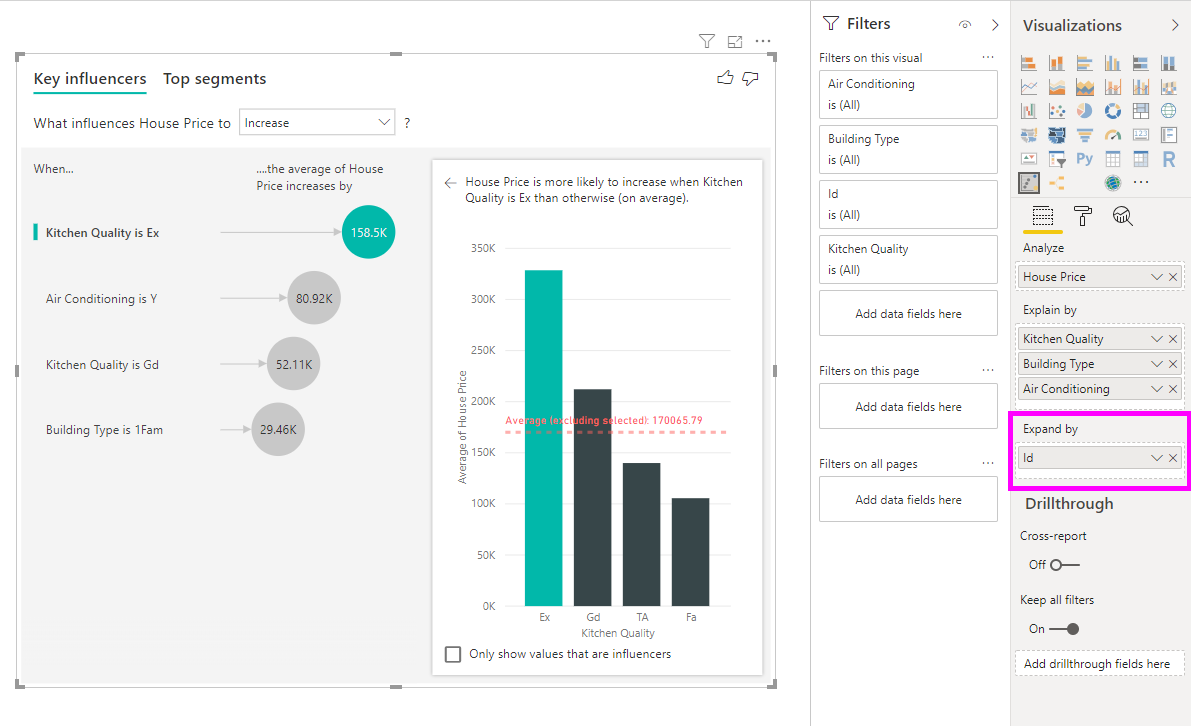 Key influencers Top segments
What influences House Price to Increase ?
When...
....the average of House
Price increases by
Kitchen Quality is Ex 158.5K
Air Conditioning is Y 80.92K
Kitchen Quality is Gd 52.11K
Building Type is 1Fam 29.46K
House Price is more likely to increase when Kitchen
Quality is Ex than otherwise (on average).
350K
300K
250K
200K
150K
100K
50K
0K
Average of House Price
Average (excluding selected): 170065.79
Ex Gd TA Fa
Kitchen Quality
Only show values that are influencers
Filters
Filters on this visual
Air Conditioning
is (All)
Building Type
is (All)
Id
is (All)
Kitchen Quality
is (All)
Add data fields here
Filters on this page
Add data fields here
Filters on all pages
Add data fields here
Visualizations
123
Py
R
Analyze
House Price
Explain by
Kitchen Quality
Building Type
Air Conditioning
Expand by
Id
Drillthrough
Cross-report
Off
Keep all filters
On
Add drillthrough fields here